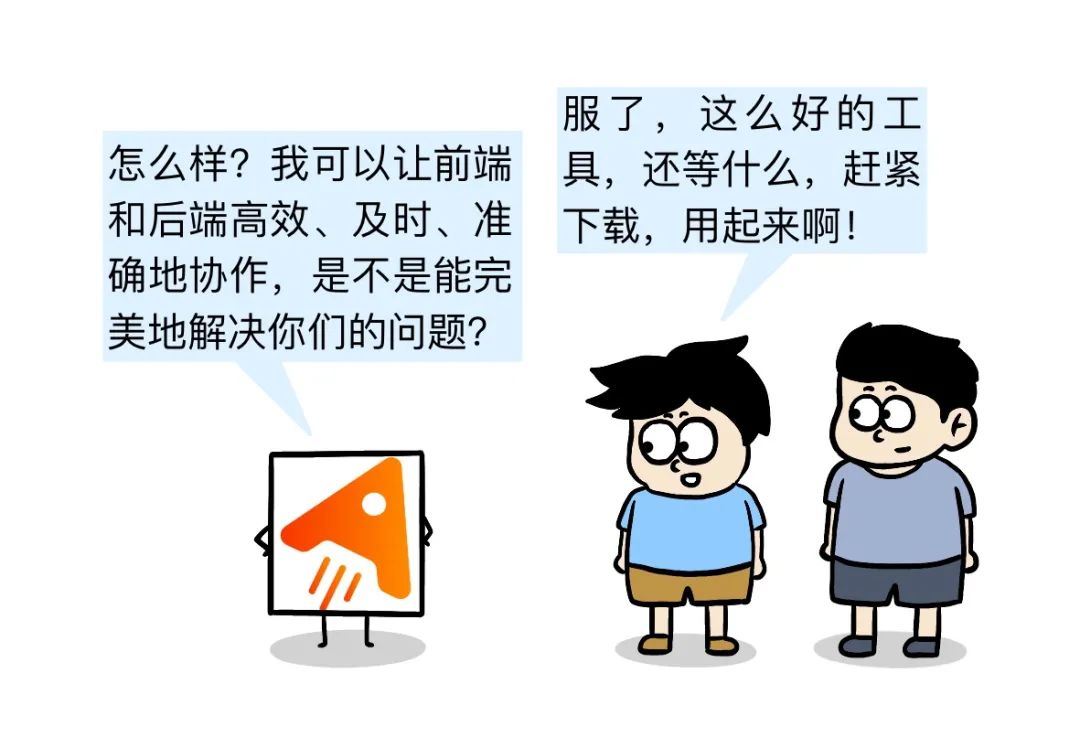 怎么样？我可以让前端
和后端高效、及时、准
确地协作，是不是能完
美地解决你们的问题？
服了，这么好的工
具，还等什么，赶紧
下载，用起来啊！